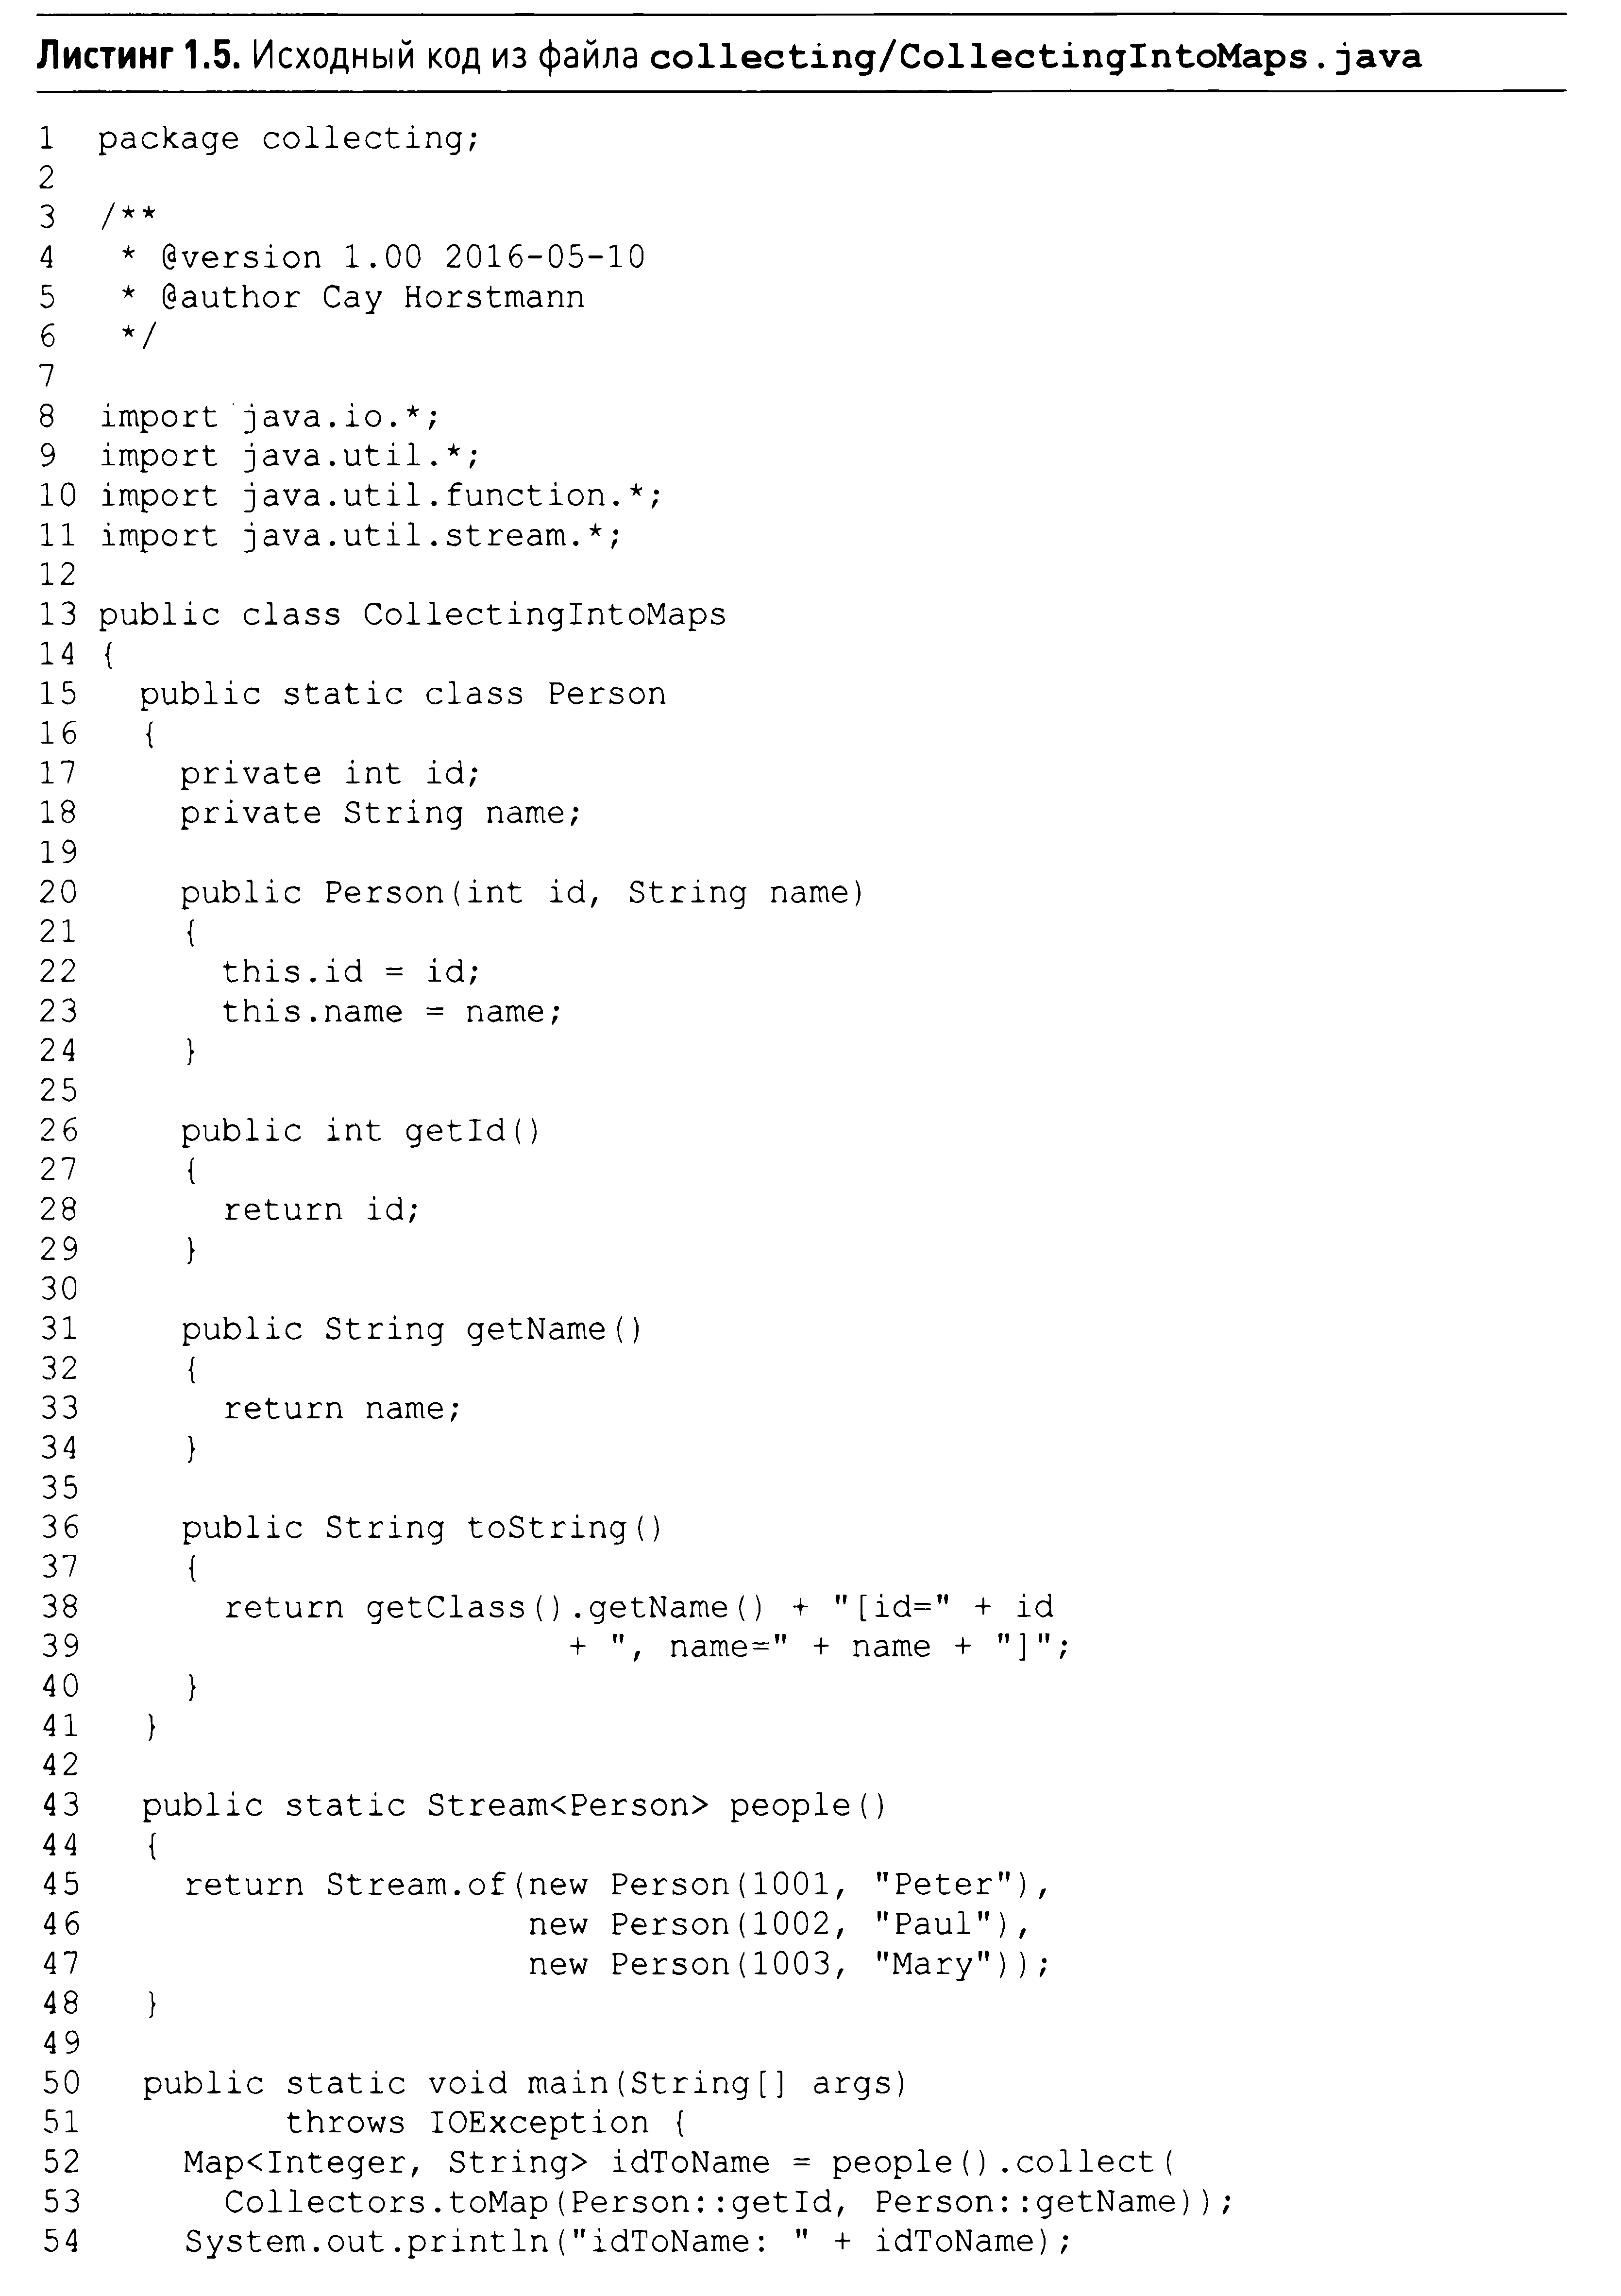 Листинг 1.5. Исходный код из файла collecting/CollectingIntoMaps.java
1 package collecting;
2
3 /**
4 * @version 1.00 2016-05-10
5 * @author Cay Horstmann
6 */
7
8 import java.io.*;
9 import java.util.*;
10 import java.util.function.*;
11 import java.util.stream.*;
12
13 public class CollectingIntoMaps
14 {
15 public static class Person
16 {
17 private int id;
18 private String name;
19
20 public Person(int id, String name)
21 {
22 this.id = id;
23 this.name = name;
24 }
25
26 public int getId()
27 {
28 return id;
29 }
30
31 public String getName()
32 {
33 return name;
34 }
35
36 public String toString()
37 {
38 return getClass().getName() + "[id=" + id
39 + ", name=" + name + "]";
40 }
41 }
42
43 public static Stream<Person> people()
44 {
45 return Stream.of(new Person(1001, "Peter"),
46 new Person(1002, "Paul"),
47 new Person(1003, "Mary"));
48 }
49
50 public static void main(String[] args)
51 throws IOException {
52 Map<Integer, String> idToName = people().collect(
53 Collectors.toMap(Person::getId, Person::getName));
54 System.out.println("idToName: " + idToName);